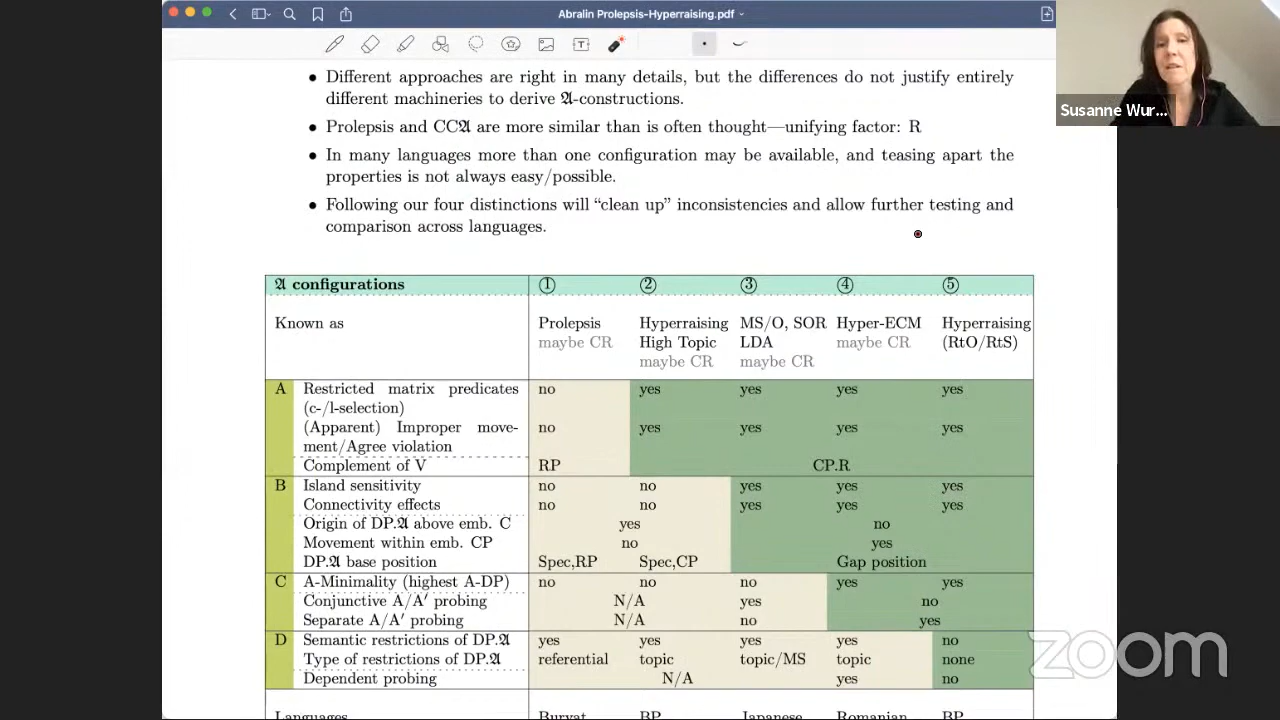 Abralin Prolepsis-Hyperraising.pdf
Susanne Wur...
• Different approaches are right in many details, but the differences do not justify entirely
different machineries to derive 𝔄-constructions.
• Prolepsis and CC𝔄 are more similar than is often thought—unifying factor: R
• In many languages more than one configuration may be available, and teasing apart the
properties is not always easy/possible.
• Following our four distinctions will “clean up” inconsistencies and allow further testing and
comparison across languages.
𝔄 configurations ① ② ③ ④ ⑤
Known as Prolepsis Hyperraising MS/O, SOR Hyper-ECM Hyperraising
maybe CR High Topic LDA maybe CR (RtO/RtS)
maybe CR maybe CR
A Restricted matrix predicates no yes yes yes yes
(c-/l-selection)
(Apparent) Improper move- no yes yes yes yes
ment/Agree violation
Complement of V RP CP.R
B Island sensitivity no no yes yes yes
Connectivity effects no no yes yes yes
Origin of DP.𝔄 above emb. C yes no
Movement within emb. CP no yes
DP.𝔄 base position Spec,RP Spec,CP Gap position
C A-Minimality (highest A-DP) no no no yes yes
Conjunctive A/A′ probing N/A yes no
Separate A/A′ probing N/A no yes
D Semantic restrictions of DP.𝔄 yes yes yes yes no
Type of restrictions of DP.𝔄 referential topic topic/MS topic none
Dependent probing N/A yes no
Languages Buryat BP Japanese Romanian BP
zoom